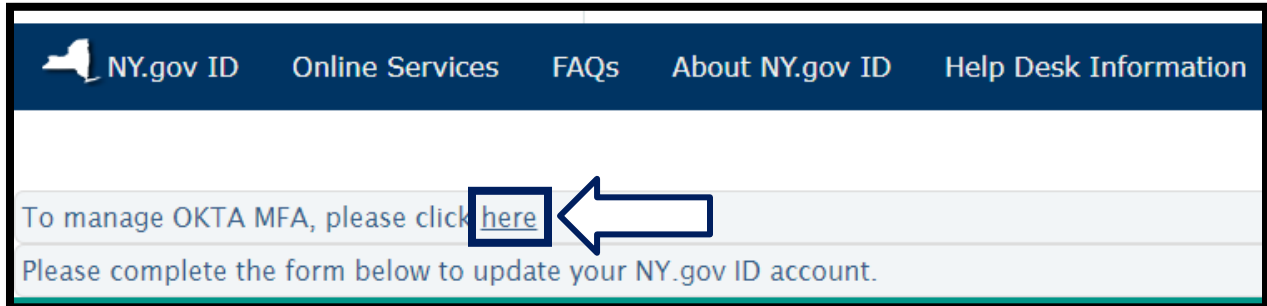 NY.gov ID Online Services FAQs About NY.gov ID Help Desk Information
To manage OKTA MFA, please click here
Please complete the form below to update your NY.gov ID account.